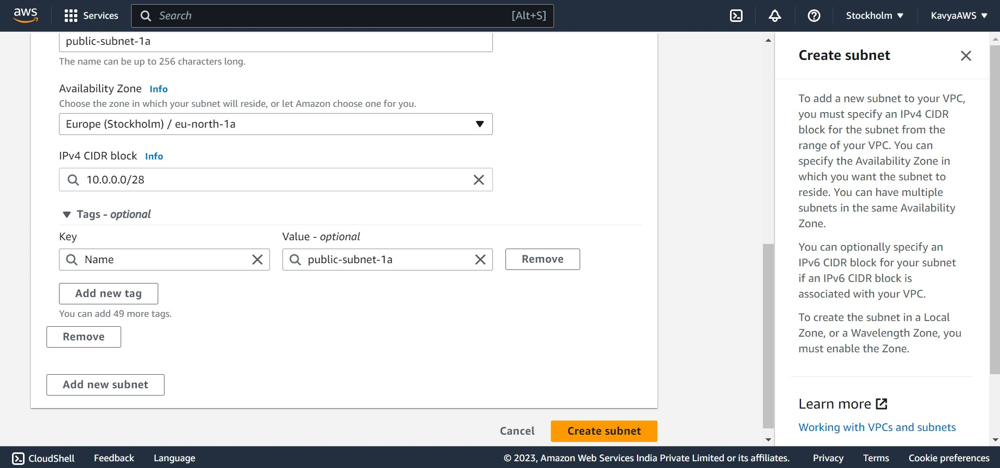 aws
Services
Search
[Alt+S]
Stockholm ▼
KavyaAWS ▼
public-subnet-1a
The name can be up to 256 characters long.
Availability Zone Info
Choose the zone in which your subnet will reside, or let Amazon choose one for you.
Europe (Stockholm) / eu-north-1a
IPv4 CIDR block Info
10.0.0.0/28
▼ Tags - optional
Key
Value - optional
Name
public-subnet-1a
Remove
Add new tag
You can add 49 more tags.
Remove
Add new subnet
Cancel
Create subnet
Create subnet
To add a new subnet to your VPC,
you must specify an IPv4 CIDR
block for the subnet from the
range of your VPC. You can
specify the Availability Zone in
which you want the subnet to
reside. You can have multiple
subnets in the same Availability
Zone.
You can optionally specify an
IPv6 CIDR block for your subnet
if an IPv6 CIDR block is
associated with your VPC.
To create the subnet in a Local
Zone, or a Wavelength Zone, you
must enable the Zone.
Learn more
Working with VPCs and subnets
CloudShell
Feedback
Language
© 2023, Amazon Web Services India Private Limited or its affiliates.
Privacy
Terms
Cookie preferences